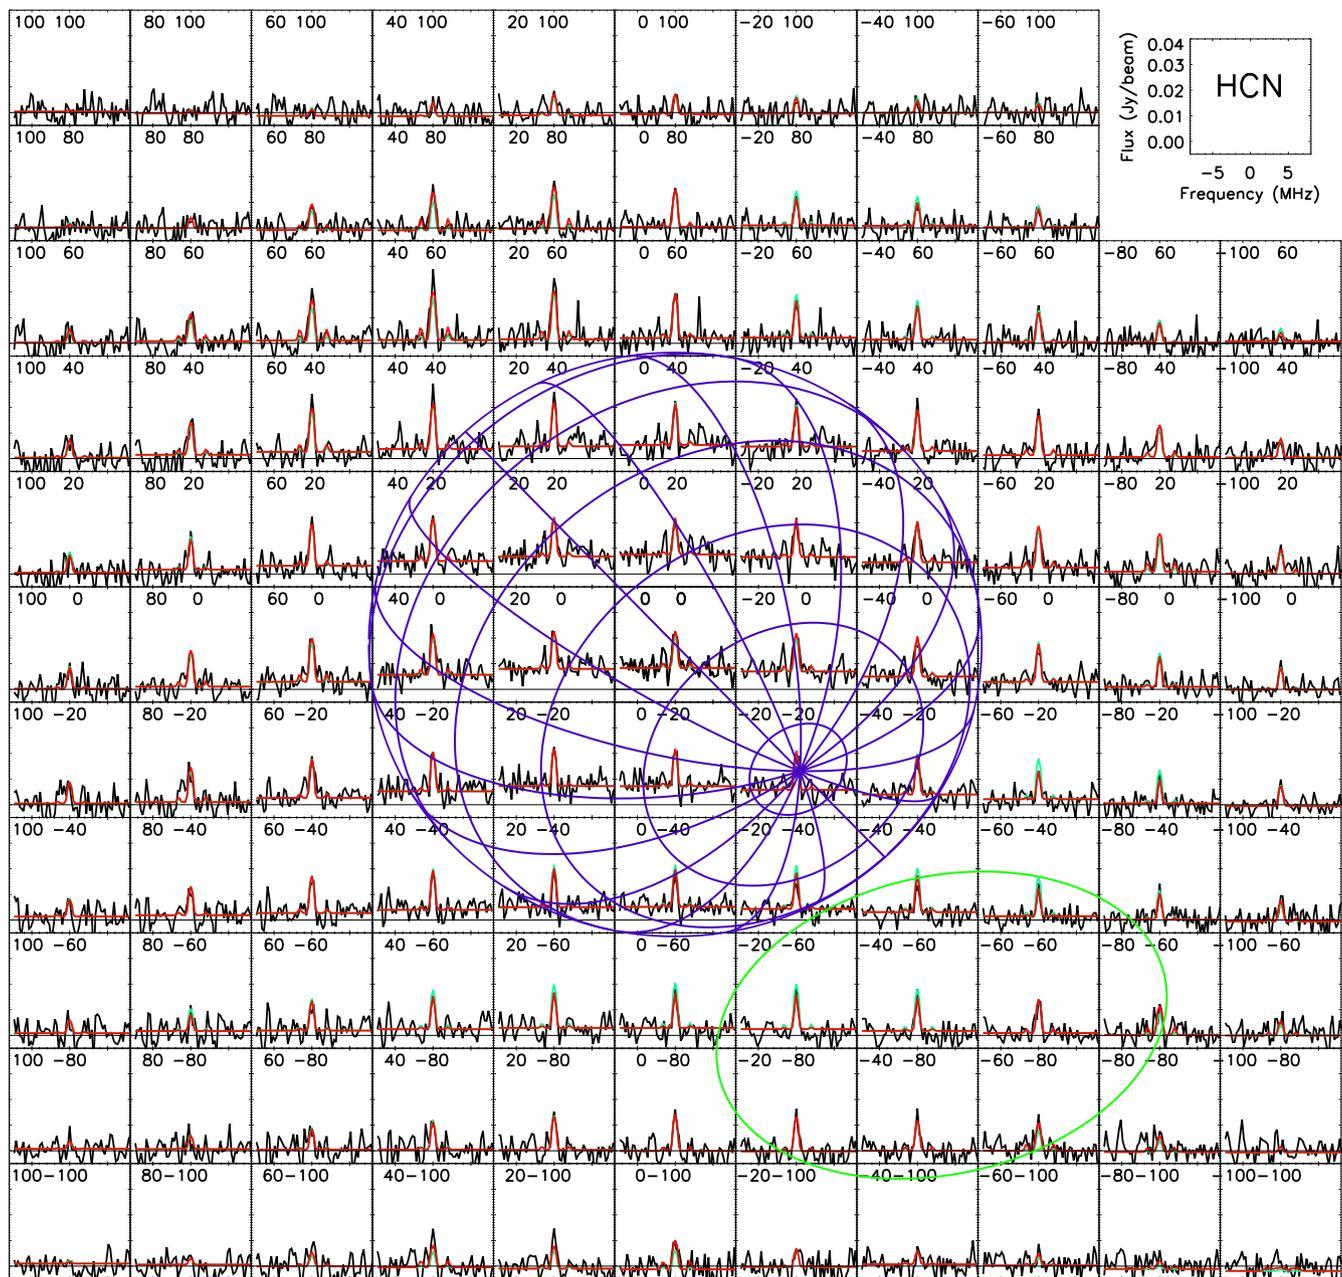 100 100 80 100 60 100 40 100 20 100 0 100 −20 100 −40 100 −60 100
0.04
0.03
0.02
0.01
0.00
Flux (Jy/beam)
HCN
−5 0 5
Frequency (MHz)
100 80 80 80 60 80 40 80 20 80 0 80 −20 80 −40 80 −60 80
100 60 80 60 60 60 40 60 20 60 0 60 −20 60 −40 60 −60 60 −80 60 −100 60
100 40 80 40 60 40 40 40 20 40 0 40 −20 40 −40 40 −60 40 −80 40 −100 40
100 20 80 20 60 20 40 20 20 20 0 20 −20 20 −40 20 −60 20 −80 20 −100 20
100 0 80 0 60 0 40 0 20 0 0 0 −20 0 −40 0 −60 0 −80 0 −100 0
100 −20 80 −20 60 −20 40 −20 20 −20 0 −20 −20 −20 −40 −20 −60 −20 −80 −20 −100 −20
100 −40 80 −40 60 −40 40 −40 20 −40 0 −40 −20 −40 −40 −40 −60 −40 −80 −40 −100 −40
100 −60 80 −60 60 −60 40 −60 20 −60 0 −60 −20 −60 −40 −60 −60 −60 −80 −60 −100 −60
100 −80 80 −80 60 −80 40 −80 20 −80 0 −80 −20 −80 −40 −80 −60 −80 −80 −80 −100 −80
100−100 80−100 60−100 40−100 20−100 0−100 −20−100 −40−100 −60−100 −80−100 −100−100